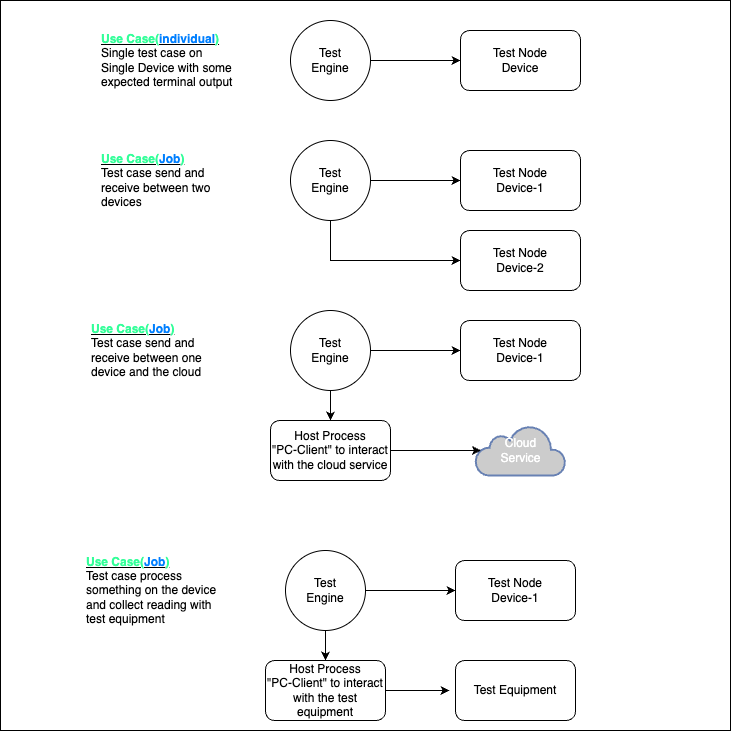 Use Case(individual)
Single test case on
Single Device with some
expected terminal output
Test
Engine
Test Node
Device
Use Case(Job)
Test case send and
receive between two
devices
Test
Engine
Test Node
Device-1
Test Node
Device-2
Use Case(Job)
Test case send and
receive between one
device and the cloud
Test
Engine
Test Node
Device-1
Host Process
"PC-Client" to interact
with the cloud service
Cloud
Service
Use Case(Job)
Test case process
something on the device
and collect reading with
test equipment
Test
Engine
Test Node
Device-1
Host Process
"PC-Client" to interact
with the test
equipment
Test Equipment